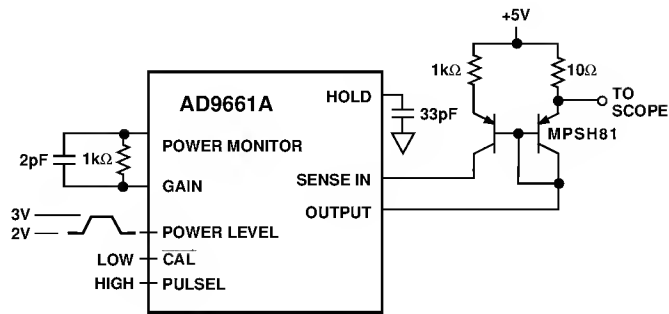 +5V
1kΩ
10Ω
TO
SCOPE
AD9661A
HOLD
33pF
MPSH81
POWER MONITOR
2pF
1kΩ
SENSE IN
GAIN
OUTPUT
3V
2V
POWER LEVEL
LOW
CAL
HIGH
PULSEL